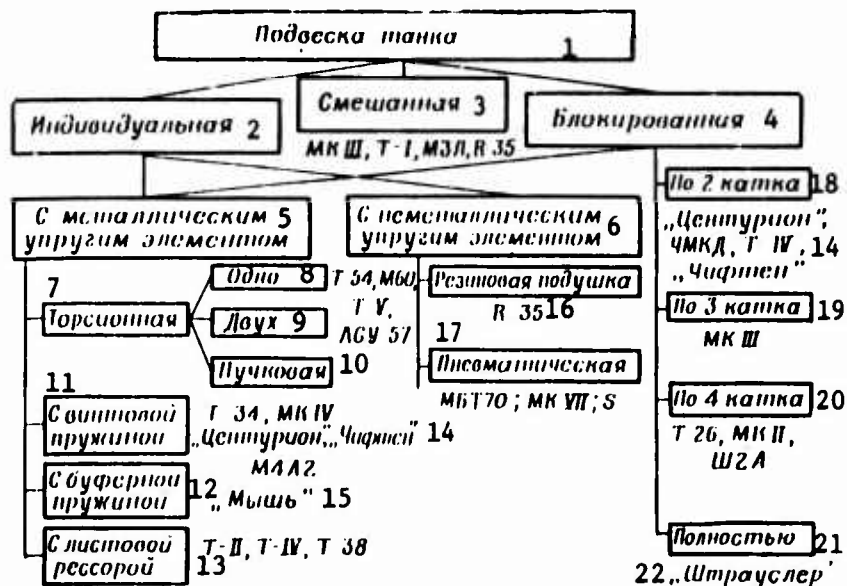 Подвеска танка 1
Индивидуальная 2
Смешанная 3
Блокированная 4
МК III, Т-I, М3Л, R 35
С металлическим 5
упругим элементом
С неметаллическим 6
упругим элементом
По 2 катка 18
„Центурион”,
ЧМКД, Т IV, 14
„Чифтен”
7
Торсионная
Одно 8
Двух 9
Пучковая 10
Т 54, М60,
Т V,
АСУ 57
Резиновая подушка
R 35 16
17
Пневматическая
МБТ70; МК VII; S
По 3 катка 19
МК III
11
С винтовой
пружиной
Т 34, МК IV
„Центурион”, „Чифтен” 14
М4А2
По 4 катка 20
Т 26, МК II,
Ш2А
С буферной 12
пружиной
„Мышь” 15
С листовой
рессорой 13
Т-II, Т-IV, Т 38
Полностью 21
22 „Штрауслер’